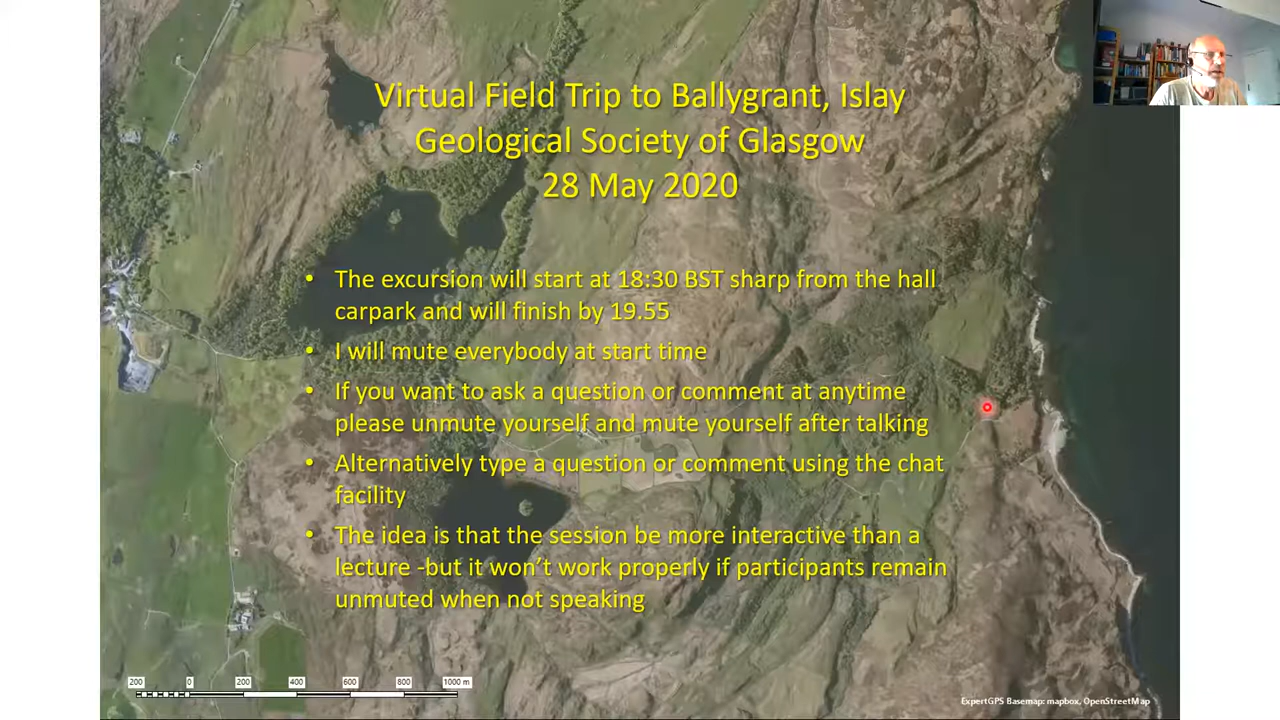 Virtual Field Trip to Ballygrant, Islay
Geological Society of Glasgow
28 May 2020
• The excursion will start at 18:30 BST sharp from the hall
carpark and will finish by 19.55
• I will mute everybody at start time
• If you want to ask a question or comment at anytime
please unmute yourself and mute yourself after talking
• Alternatively type a question or comment using the chat
facility
• The idea is that the session be more interactive than a
lecture -but it won't work properly if participants remain
unmuted when not speaking
200 0 200 400 600 800 1000 m
ExpertGPS Basemap: mapbox, OpenStreetMap